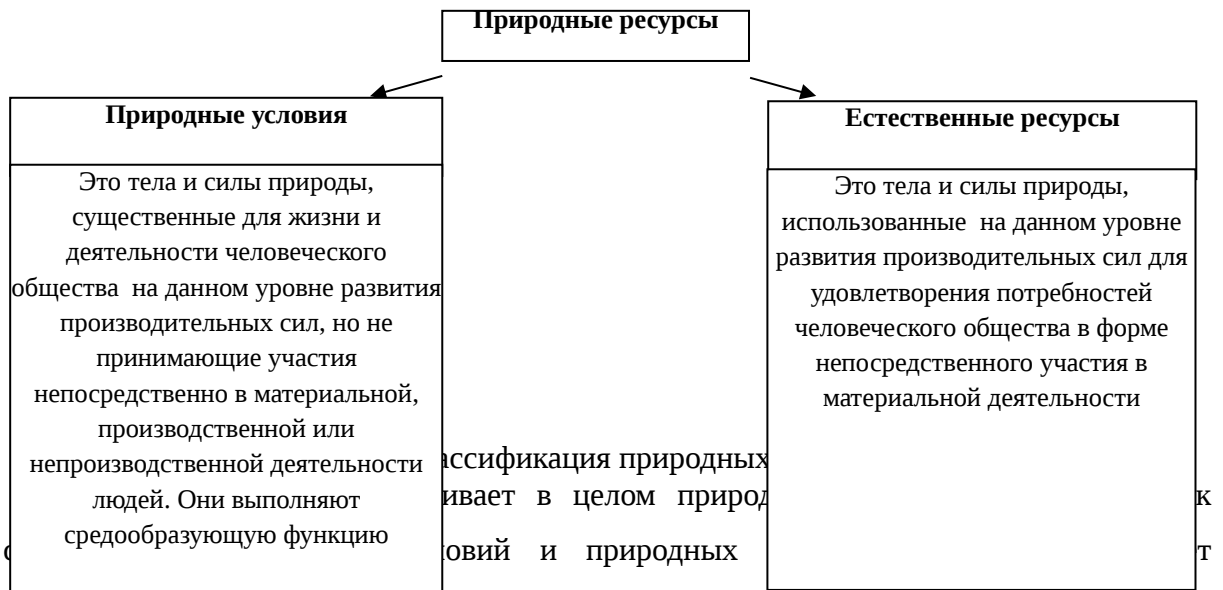 Природные ресурсы
Природные условия
Это тела и силы природы,
существенные для жизни и
деятельности человеческого
общества на данном уровне развития
производительных сил, но не
принимающие участия
непосредственно в материальной,
производственной или
непроизводственной деятельности
людей. Они выполняют
средообразующую функцию
Естественные ресурсы
Это тела и силы природы,
использованные на данном уровне
развития производительных сил для
удовлетворения потребностей
человеческого общества в форме
непосредственного участия в
материальной деятельности
ассификация природных
ивает в целом природ к
овий и природных т